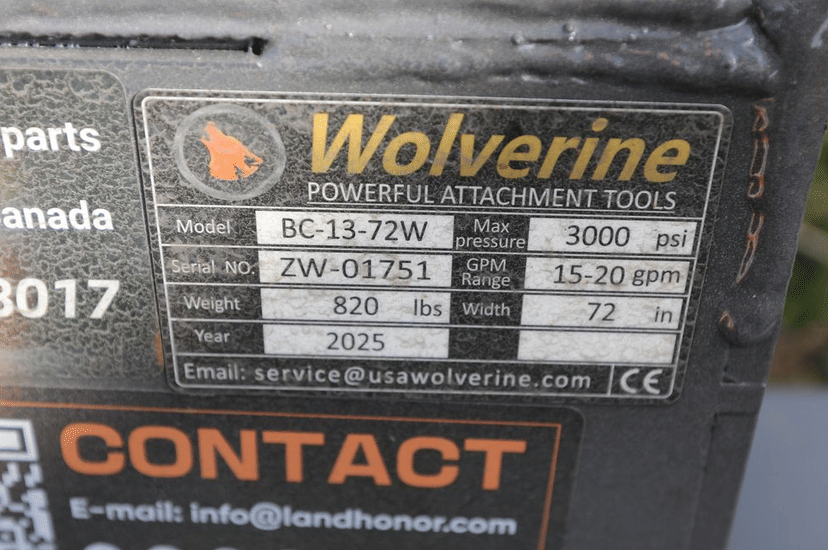 parts
anada
3017
Wolverine
POWERFUL ATTACHMENT TOOLS
Model BC-13-72W Max pressure 3000 psi
Serial NO. ZW-01751 GPM Range 15-20 gpm
Weight 820 lbs Width 72 in
Year 2025
Email: service@usawolverine.com CE
CONTACT
E-mail: info@landhonor.com